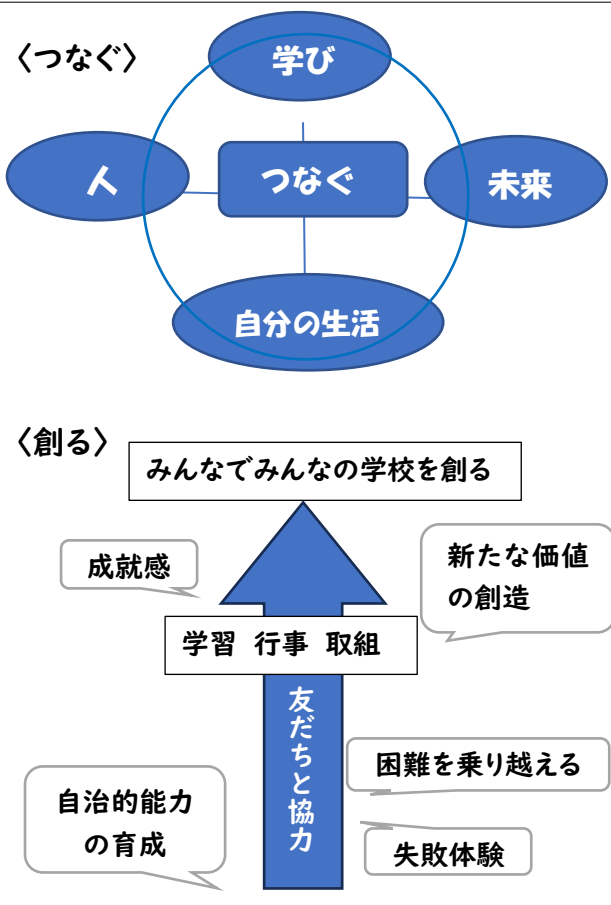 〈つなぐ〉
学び
人
つなぐ
未来
自分の生活
〈創る〉
みんなでみんなの学校を創る
成就感
新たな価値
の創造
学習 行事 取組
友だちと協力
困難を乗り越える
自治的能力
の育成
失敗体験